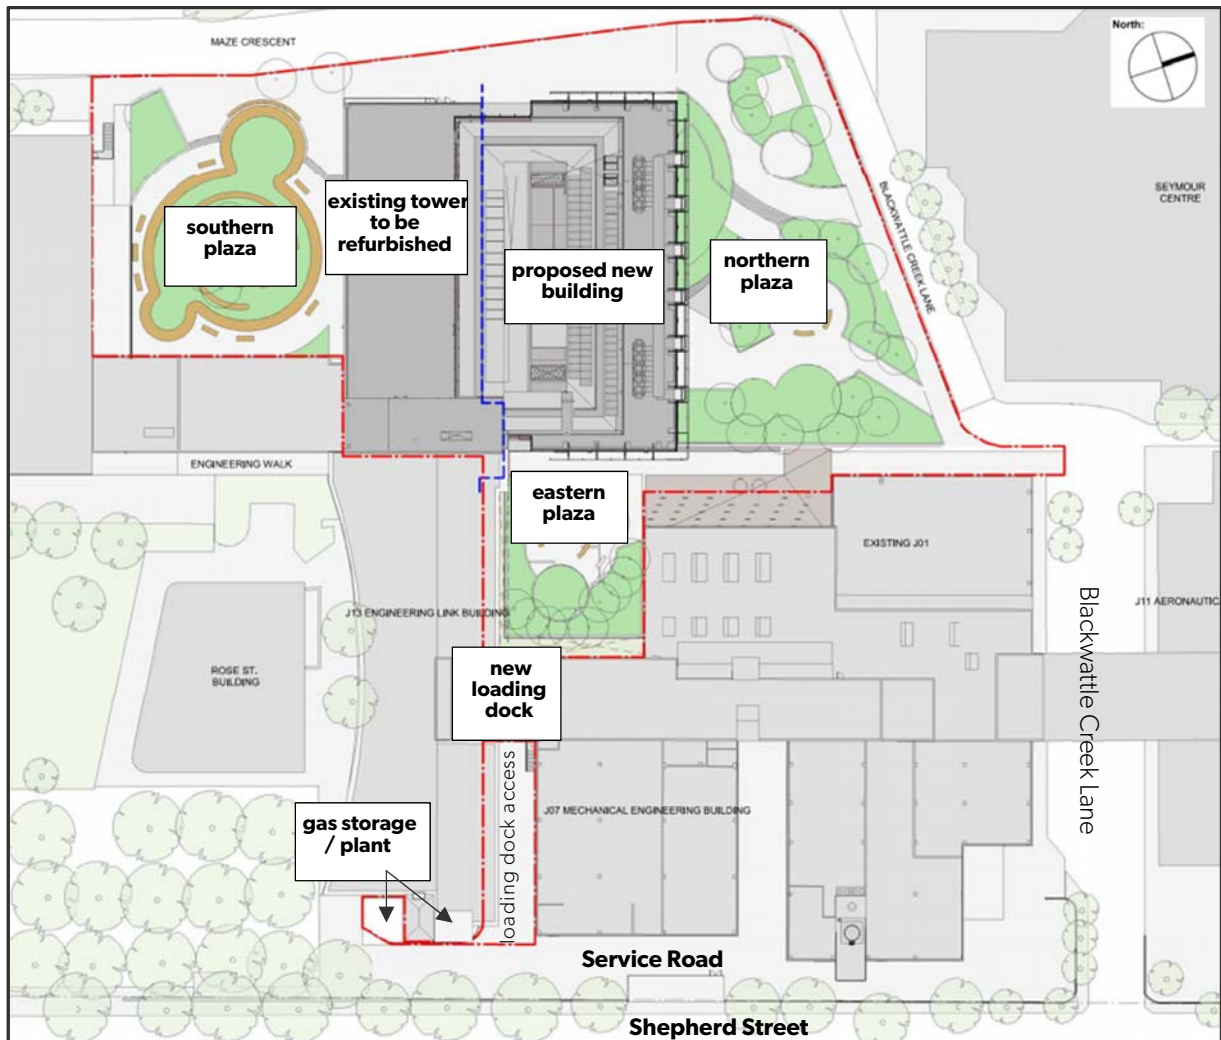 MAZE CRESCENT
North:
SEYMOUR
CENTRE
BLACKWATTLE CREEK LANE
southern
plaza
existing tower
to be
refurbished
proposed new
building
northern
plaza
ENGINEERING WALK
eastern
plaza
EXISTING J01
J13 ENGINEERING LINK BUILDING
J11 AERONAUTICA
ROSE ST.
BUILDING
new
loading
dock
Blackwattle Creek Lane
loading dock access
J07 MECHANICAL ENGINEERING BUILDING
gas storage
/ plant
Service Road
Shepherd Street